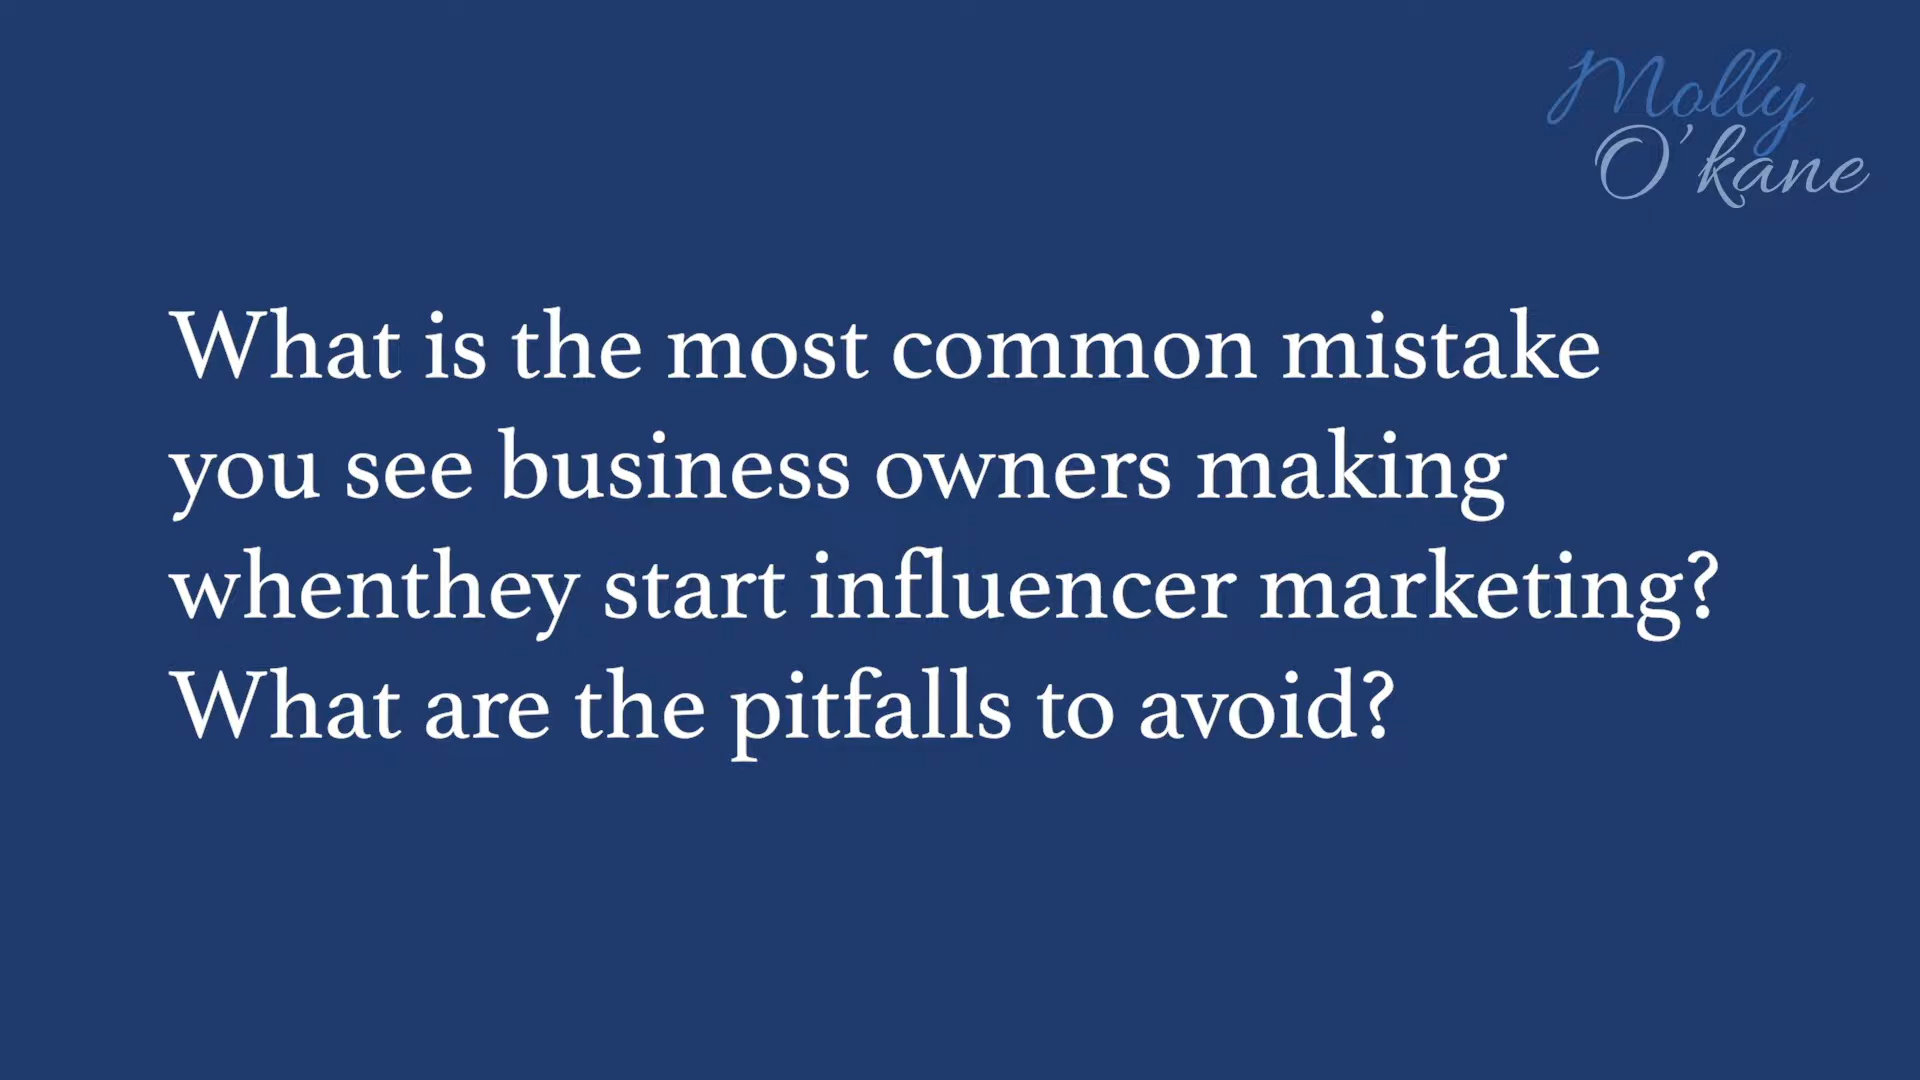 Molly
O'kane
What is the most common mistake
you see business owners making
whenthey start influencer marketing?
What are the pitfalls to avoid?